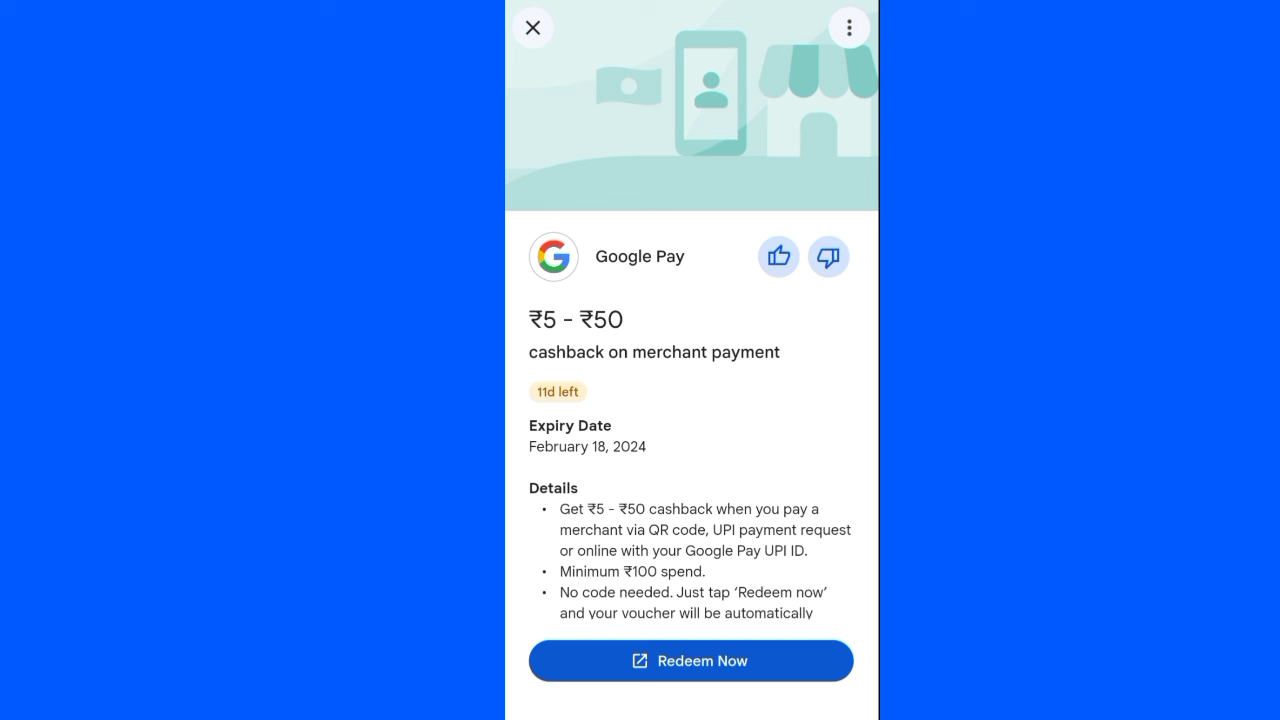 Google Pay
₹5 - ₹50
cashback on merchant payment
11d left
Expiry Date
February 18, 2024
Details
• Get ₹5 - ₹50 cashback when you pay a
merchant via QR code, UPI payment request
or online with your Google Pay UPI ID.
• Minimum ₹100 spend.
• No code needed. Just tap ‘Redeem now’
and your voucher will be automatically
Redeem Now